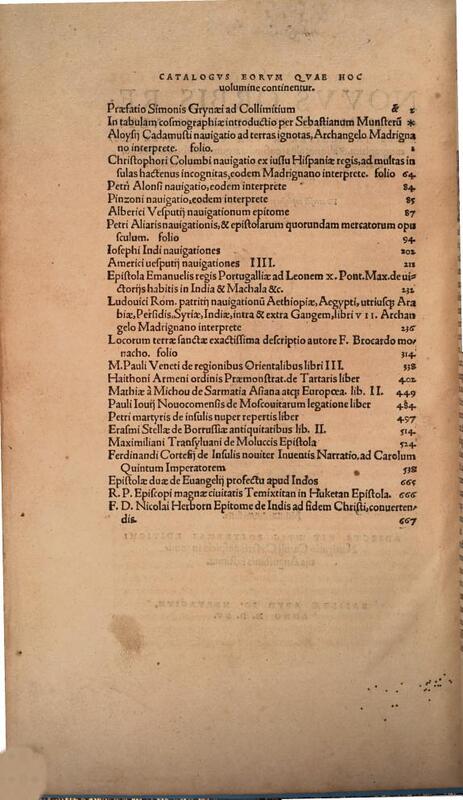 CATALOGVS EORVM QVAE HOC
uolumine continentur.
Præfatio Simonis Grynæi ad Collimitium & 2
In tabulam cosmographiæ introductio per Sebastianum Munsterũ *
Aloysij Cadamusti nauigatio ad terras ignotas, Archangelo Madrigna
no interprete. folio. 1
Christophori Columbi nauigatio ex iussu Hispaniæ regis, ad multas in
sulas hactenus incognitas, eodem Madrignano interprete. folio 64.
Petri Alonsi nauigatio, eodem interprete 84.
Pinzoni nauigatio, eodem interprete 85
Alberici Vesputij nauigationum epitome 87
Petri Aliaris nauigationis, & epistolarum quorundam mercatorum opu
sculum. folio 94.
Iosephi Indi nauigationes 202
Americi uesputij nauigationes IIII. 211
Epistola Emanuelis regis Portugalliæ ad Leonem x. Pont. Max. de ui-
ctorijs habitis in India & Machala &c. 232
Ludouici Rom. patritij nauigationũ Aethiopiæ, Aegypti, utriusq; Ara
biæ, Persidis, Syriæ, Indiæ, intra & extra Gangem, libri VII. Archan
gelo Madrignano interprete 236
Locorum terræ sanctæ exactissima descriptio autore F. Brocardo mo-
nacho. folio 314.
M. Pauli Veneti de regionibus Orientalibus libri III. 338
Haithoni Armeni ordinis Præmonstrat. de Tartaris liber 402
Mathiæ à Michou de Sarmatia Asiana atq; Europæa. lib. II. 449
Pauli Iouij Nouocomensis de Moscouitarum legatione liber 484.
Petri martyris de insulis nuper repertis liber 497
Erasmi Stellæ de Borrussiæ antiquitatibus lib. II 514.
Maximiliani Transyluani de Moluccis Epistola 524.
Ferdinandi Cortesij de Insulis nouiter Inuentis Narratio, ad Carolum
Quintum Imperatorem 538
Epistolæ duæ de Euangelij profectu apud Indos 665
R. P. Episcopi magnæ ciuitatis Temixtitan in Huketan Epistola. 666
F. D. Nicolai Herborn Epitome de Indis ad fidem Christi, conuerten-
dis. 667